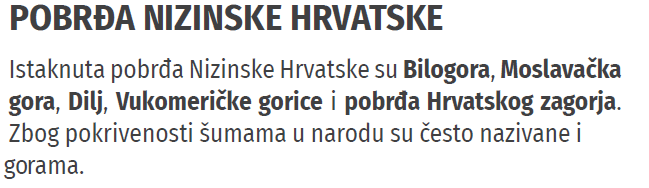 POBRĐA NIZINSKE HRVATSKE
Istaknuta pobrđa Nizinske Hrvatske su Bilogora, Moslavačka
gora, Dilj, Vukomeričke gorice i pobrđa Hrvatskog zagorja.
Zbog pokrivenosti šumama u narodu su često nazivane i
gorama.